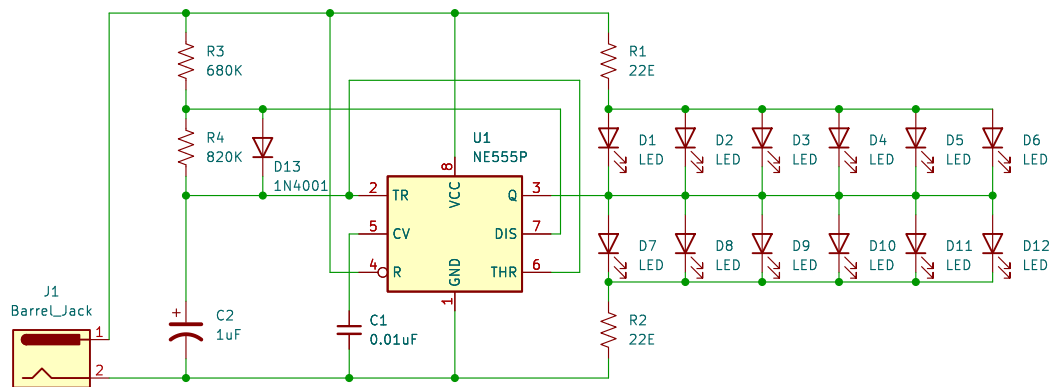 R3
680K
R4
820K
D13
1N4001
U1
NE555P
8
VCC
2
TR
Q
3
5
CV
DIS
7
4
R
THR
6
GND
1
R1
22E
D1
LED
D2
LED
D3
LED
D4
LED
D5
LED
D6
LED
D7
LED
D8
LED
D9
LED
D10
LED
D11
LED
D12
LED
R2
22E
J1
Barrel_Jack
1
2
+
C2
1uF
C1
0.01uF